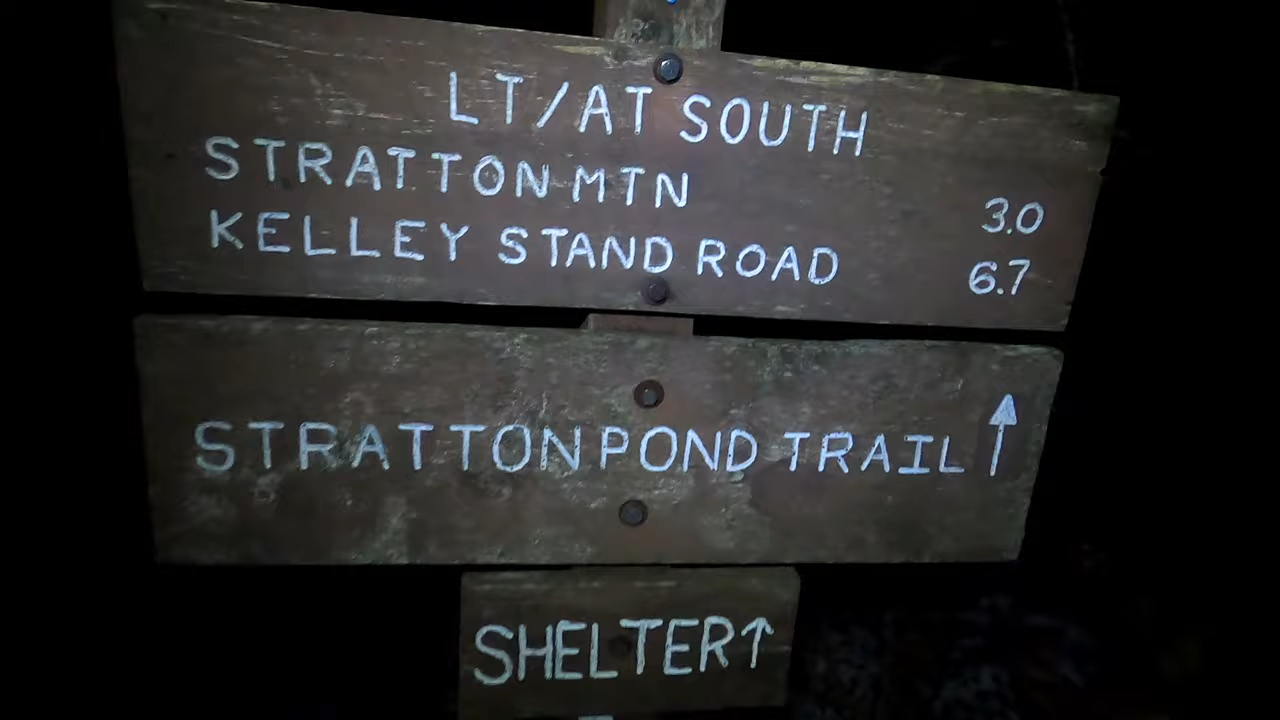 LT/AT SOUTH
STRATTON MTN 3.0
KELLEY STAND ROAD 6.7
STRATTON POND TRAIL ↑
SHELTER ↑